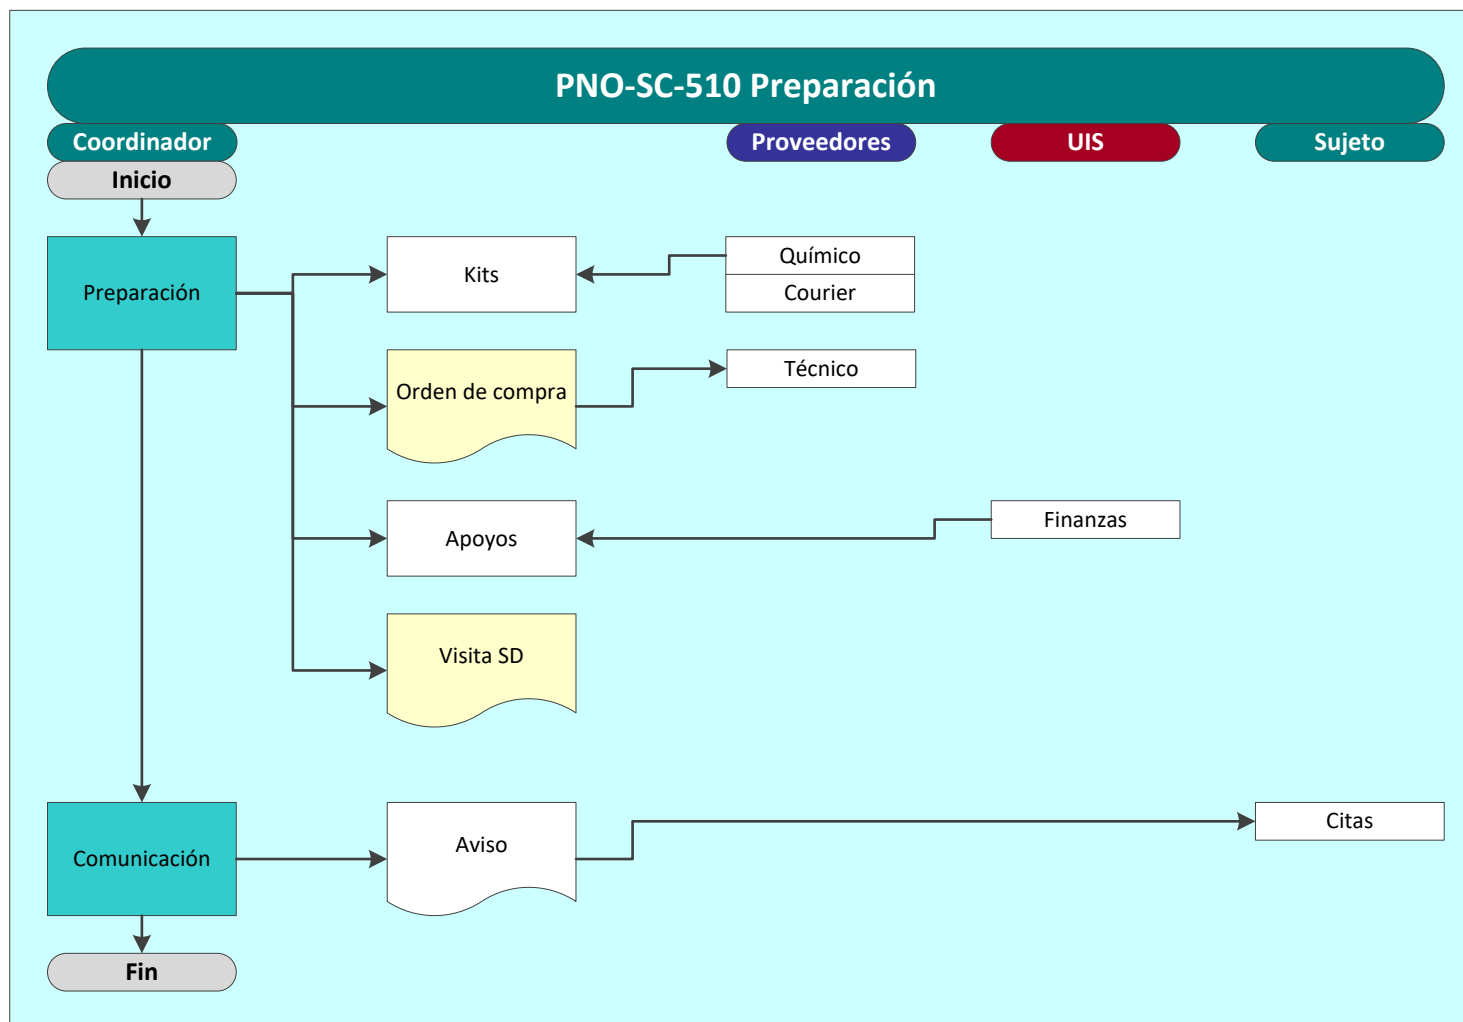 PNO-SC-510 Preparación
Coordinador
Proveedores
UIS
Sujeto
Inicio
Preparación
Kits
Químico
Courier
Orden de compra
Técnico
Apoyos
Finanzas
Visita SD
Comunicación
Aviso
Citas
Fin